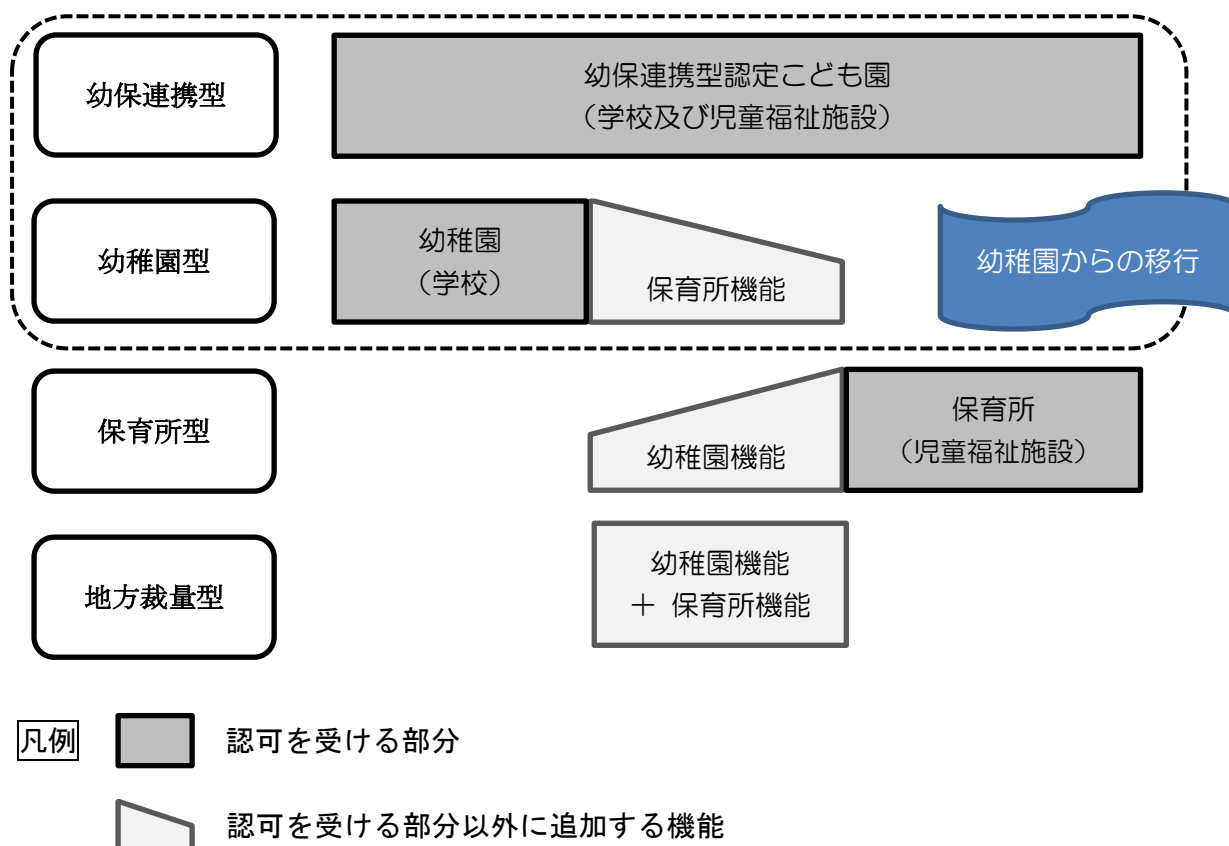 幼保連携型
幼保連携型認定こども園
（学校及び児童福祉施設）
幼稚園型
幼稚園
（学校）
保育所機能
幼稚園からの移行
保育所型
幼稚園機能
保育所
（児童福祉施設）
地方裁量型
幼稚園機能
＋ 保育所機能
凡例
認可を受ける部分
認可を受ける部分以外に追加する機能